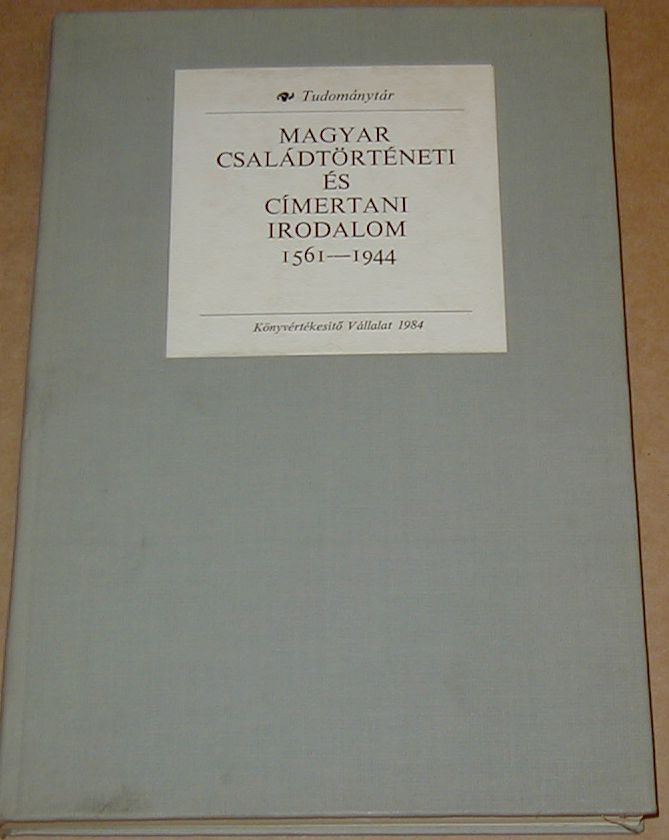 Tudománytár
MAGYAR
CSALÁDTÖRTÉNETI
ÉS
CÍMERTANI
IRODALOM
1561—1944
Könyvértékesítő Vállalat 1984